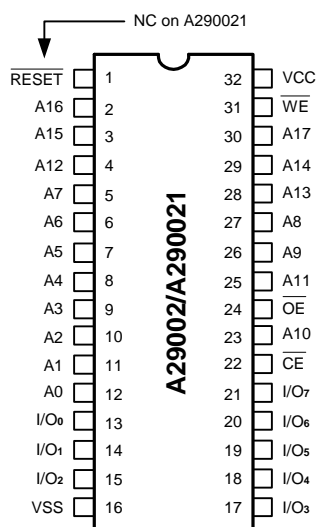 NC on A290021
RESET 1 32 VCC
A16 2 31 WE
A15 3 30 A17
A12 4 29 A14
A7 5 28 A13
A6 6 27 A8
A5 7 26 A9
A4 8 25 A11
A3 9 24 OE
A2 10 23 A10
A1 11 22 CE
A0 12 21 I/O7
I/O0 13 20 I/O6
I/O1 14 19 I/O5
I/O2 15 18 I/O4
VSS 16 17 I/O3
A29002/A290021